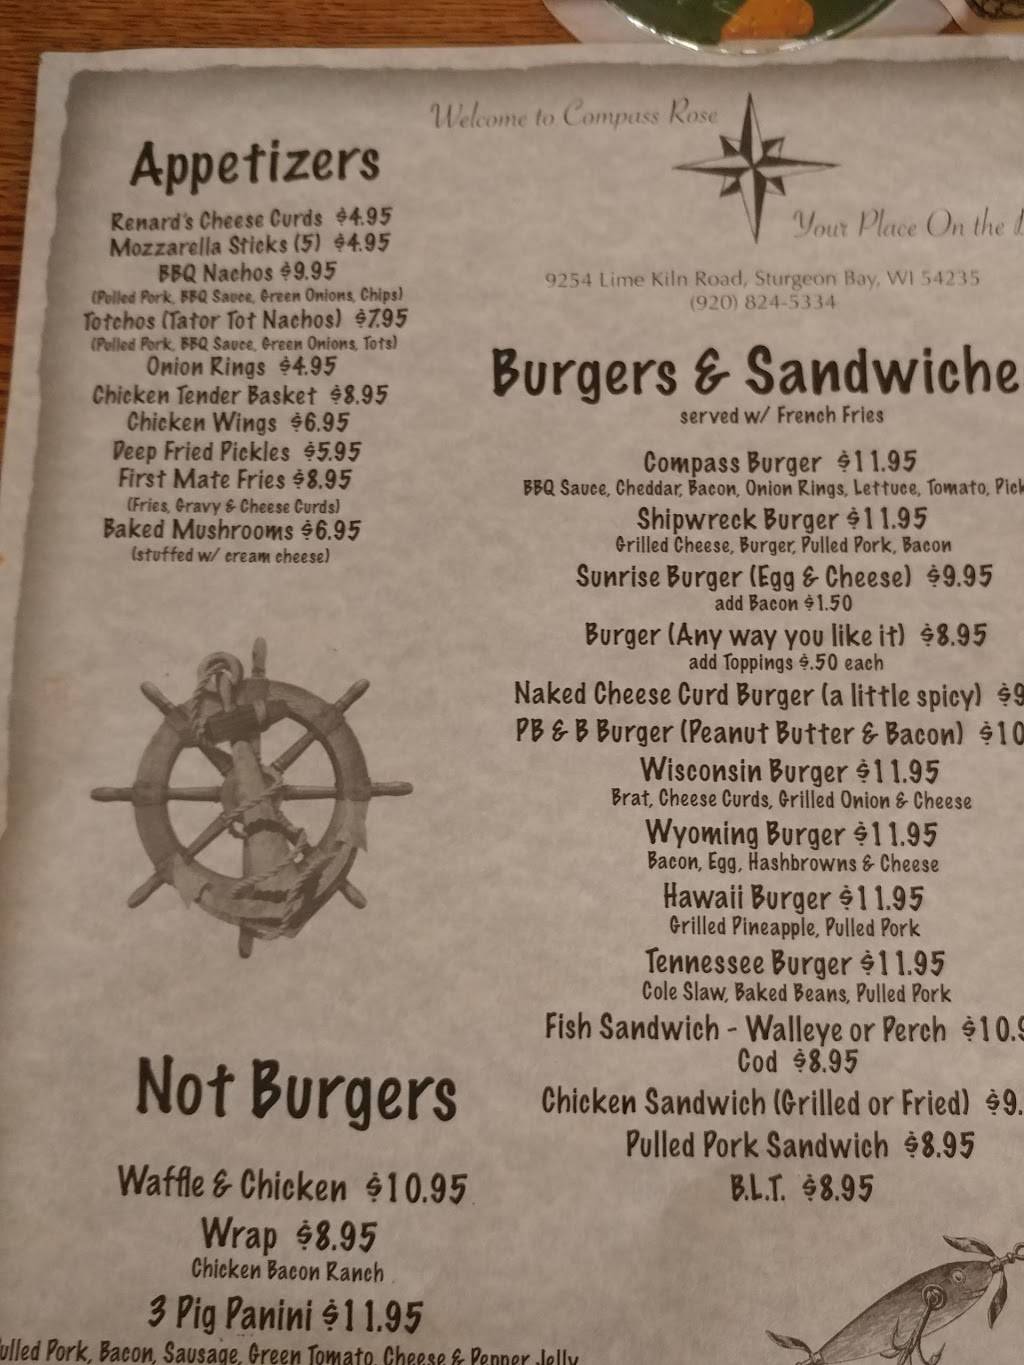 Welcome to Compass Rose
Your Place On the
9254 Lime Kiln Road, Sturgeon Bay, WI 54235
(920) 824-5334
Appetizers
Renard's Cheese Curds $4.95
Mozzarella Sticks (5) $4.95
BBQ Nachos $9.95
(Pulled Pork, BBQ Sauce, Green Onions, Chips)
Totchos (Tator Tot Nachos) $7.95
(Pulled Pork, BBQ Sauce, Green Onions, Tots)
Onion Rings $4.95
Chicken Tender Basket $8.95
Chicken Wings $6.95
Deep Fried Pickles $5.95
First Mate Fries $8.95
(Fries, Gravy & Cheese Curds)
Baked Mushrooms $6.95
(stuffed w/ cream cheese)
Not Burgers
Waffle & Chicken $10.95
Wrap $8.95
Chicken Bacon Ranch
3 Pig Panini $11.95
ulled Pork, Bacon, Sausage, Green Tomato, Cheese & Pepper Jelly
Burgers & Sandwiche
served w/ French Fries
Compass Burger $11.95
BBQ Sauce, Cheddar, Bacon, Onion Rings, Lettuce, Tomato, Pick
Shipwreck Burger $11.95
Grilled Cheese, Burger, Pulled Pork, Bacon
Sunrise Burger (Egg & Cheese) $9.95
add Bacon $1.50
Burger (Any way you like it) $8.95
add Toppings $.50 each
Naked Cheese Curd Burger (a little spicy) $9
PB & B Burger (Peanut Butter & Bacon) $10
Wisconsin Burger $11.95
Brat, Cheese Curds, Grilled Onion & Cheese
Wyoming Burger $11.95
Bacon, Egg, Hashbrowns & Cheese
Hawaii Burger $11.95
Grilled Pineapple, Pulled Pork
Tennessee Burger $11.95
Cole Slaw, Baked Beans, Pulled Pork
Fish Sandwich - Walleye or Perch $10.9
Cod $8.95
Chicken Sandwich (Grilled or Fried) $9.
Pulled Pork Sandwich $8.95
B.L.T. $8.95